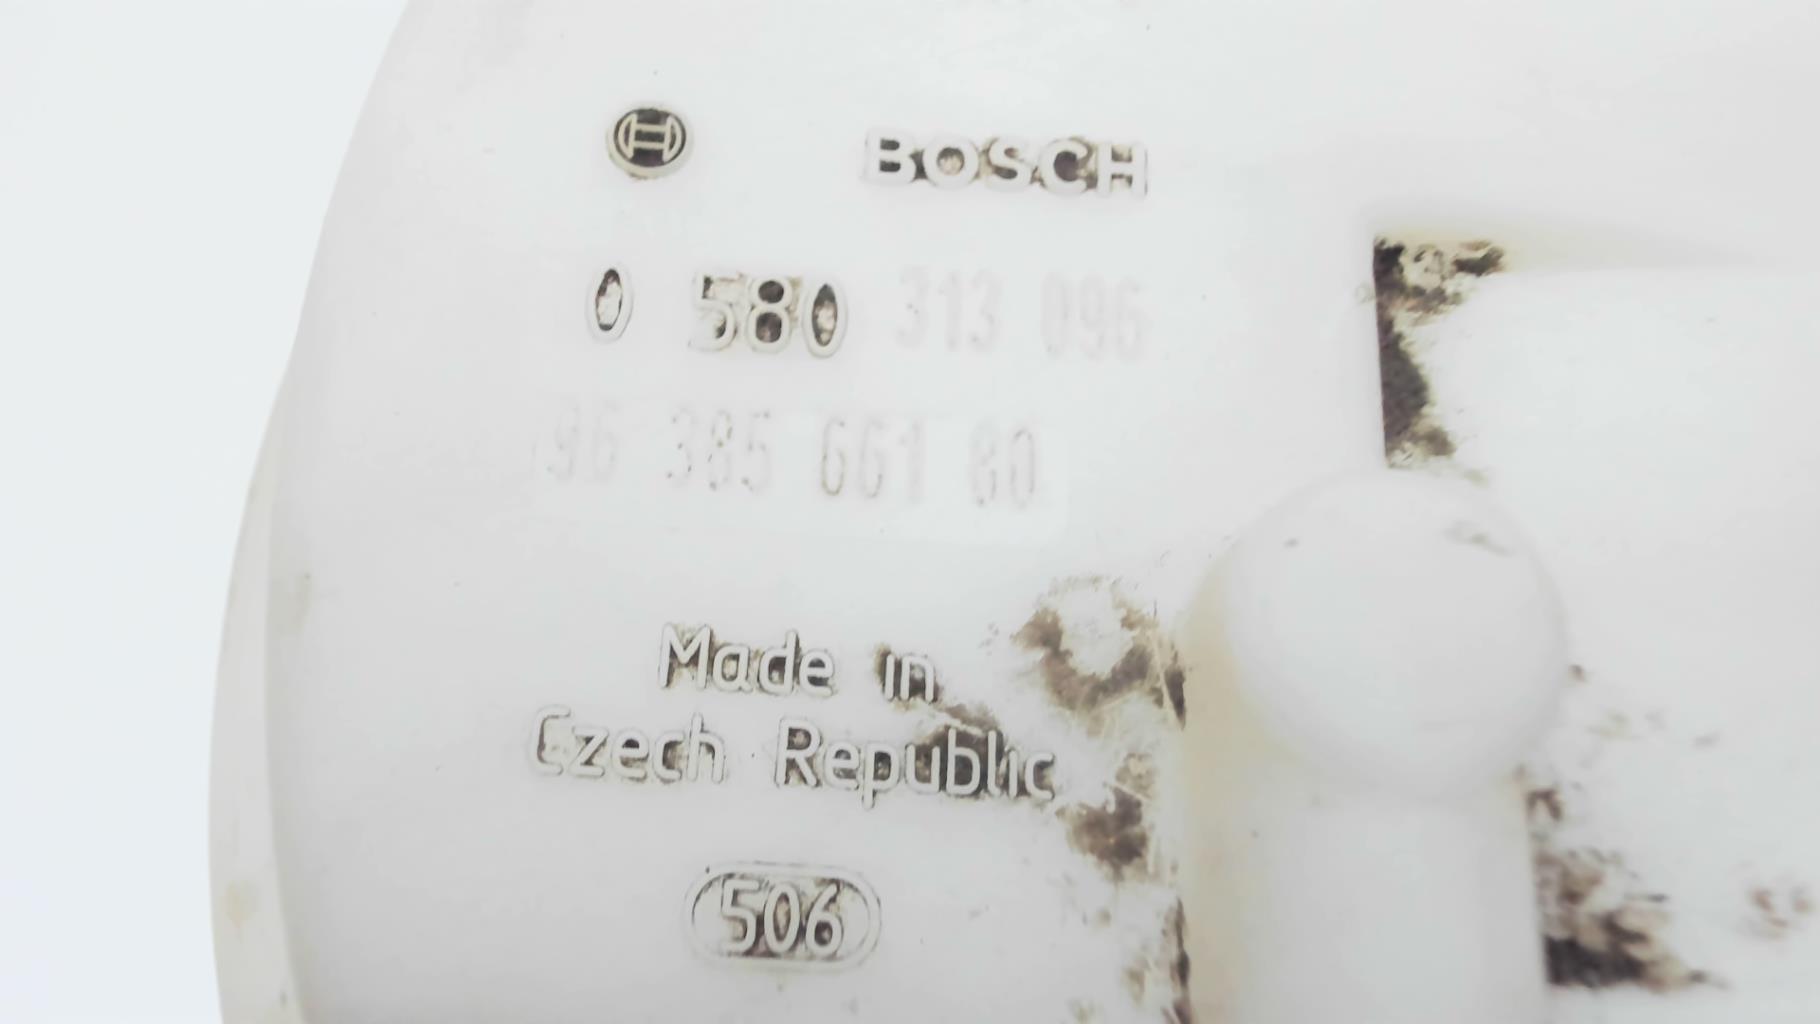 BOSCH
0 580 313 096
96 385 661 80
Made in
Czech Republic
506